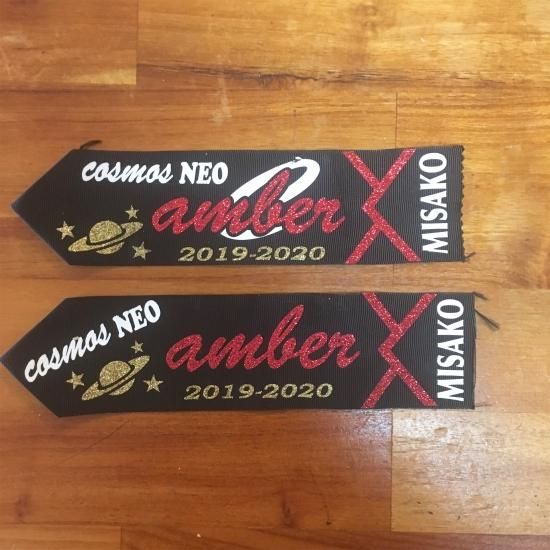 cosmos NEO
C
amber
2019-2020
MISAKO
cosmos NEO
amber
2019-2020
MISAKO